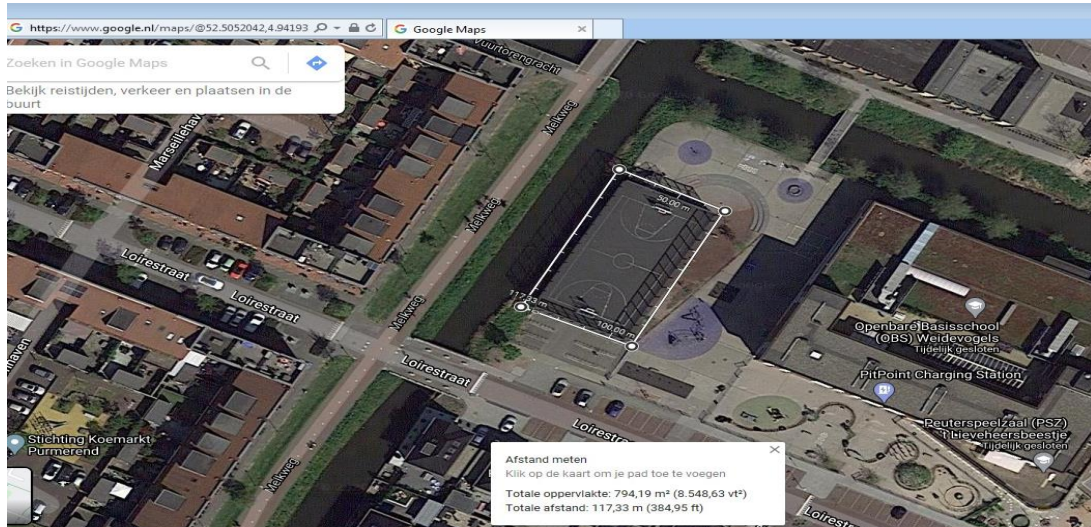 https://www.google.nl/maps/@52.5052042,4.94193
Google Maps
Zoeken in Google Maps
Bekijk reistijden, verkeer en plaatsen in de
buurt
Vuurtorengracht
Melkweg
Marseillehaven
50,00 m
Melkweg
Loirestraat
Loirestraat
Melkweg
117,33 m
100,00 m
Loirestraat
Openbare Basisschool
(OBS) Weidevogels
Tijdelijk gesloten
PitPoint Charging Station
Peuterspeelzaal (PSZ)
't Lieveheersbeestje
Tijdelijk gesloten
Loirestraat
Stichting Koemarkt
Purmerend
Afstand meten
Klik op de kaart om je pad toe te voegen
Totale oppervlakte: 794,19 m² (8.548,63 vt²)
Totale afstand: 117,33 m (384,95 ft)